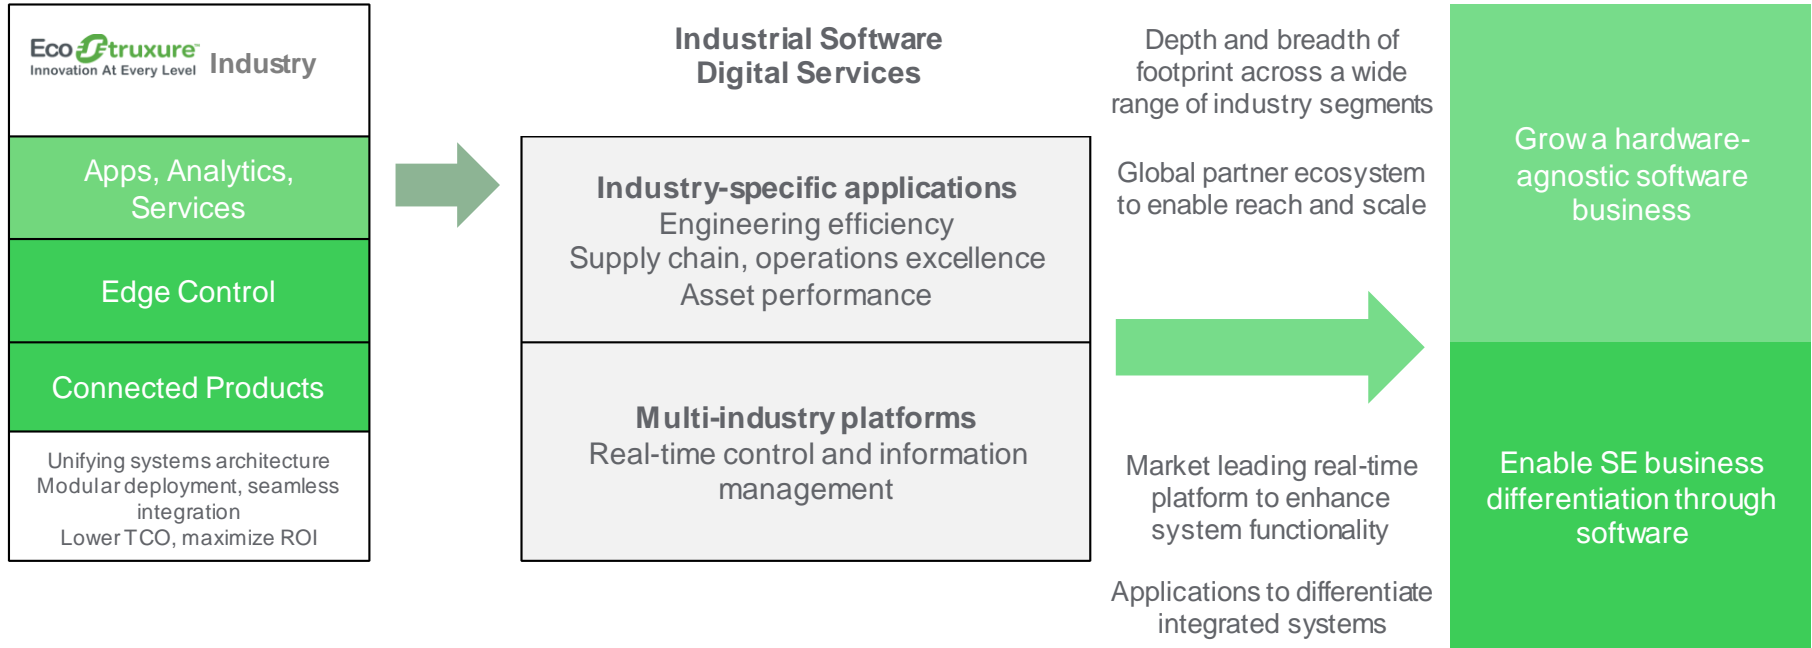 EcoStruxure™
Innovation At Every Level
Industry
Apps, Analytics,
Services
Edge Control
Connected Products
Unifying systems architecture
Modular deployment, seamless
integration
Lower TCO, maximize ROI
Industrial Software
Digital Services
Industry-specific applications
Engineering efficiency
Supply chain, operations excellence
Asset performance
Multi-industry platforms
Real-time control and information
management
Depth and breadth of
footprint across a wide
range of industry segments
Global partner ecosystem
to enable reach and scale
Market leading real-time
platform to enhance
system functionality
Applications to differentiate
integrated systems
Grow a hardware-
agnostic software
business
Enable SE business
differentiation through
software